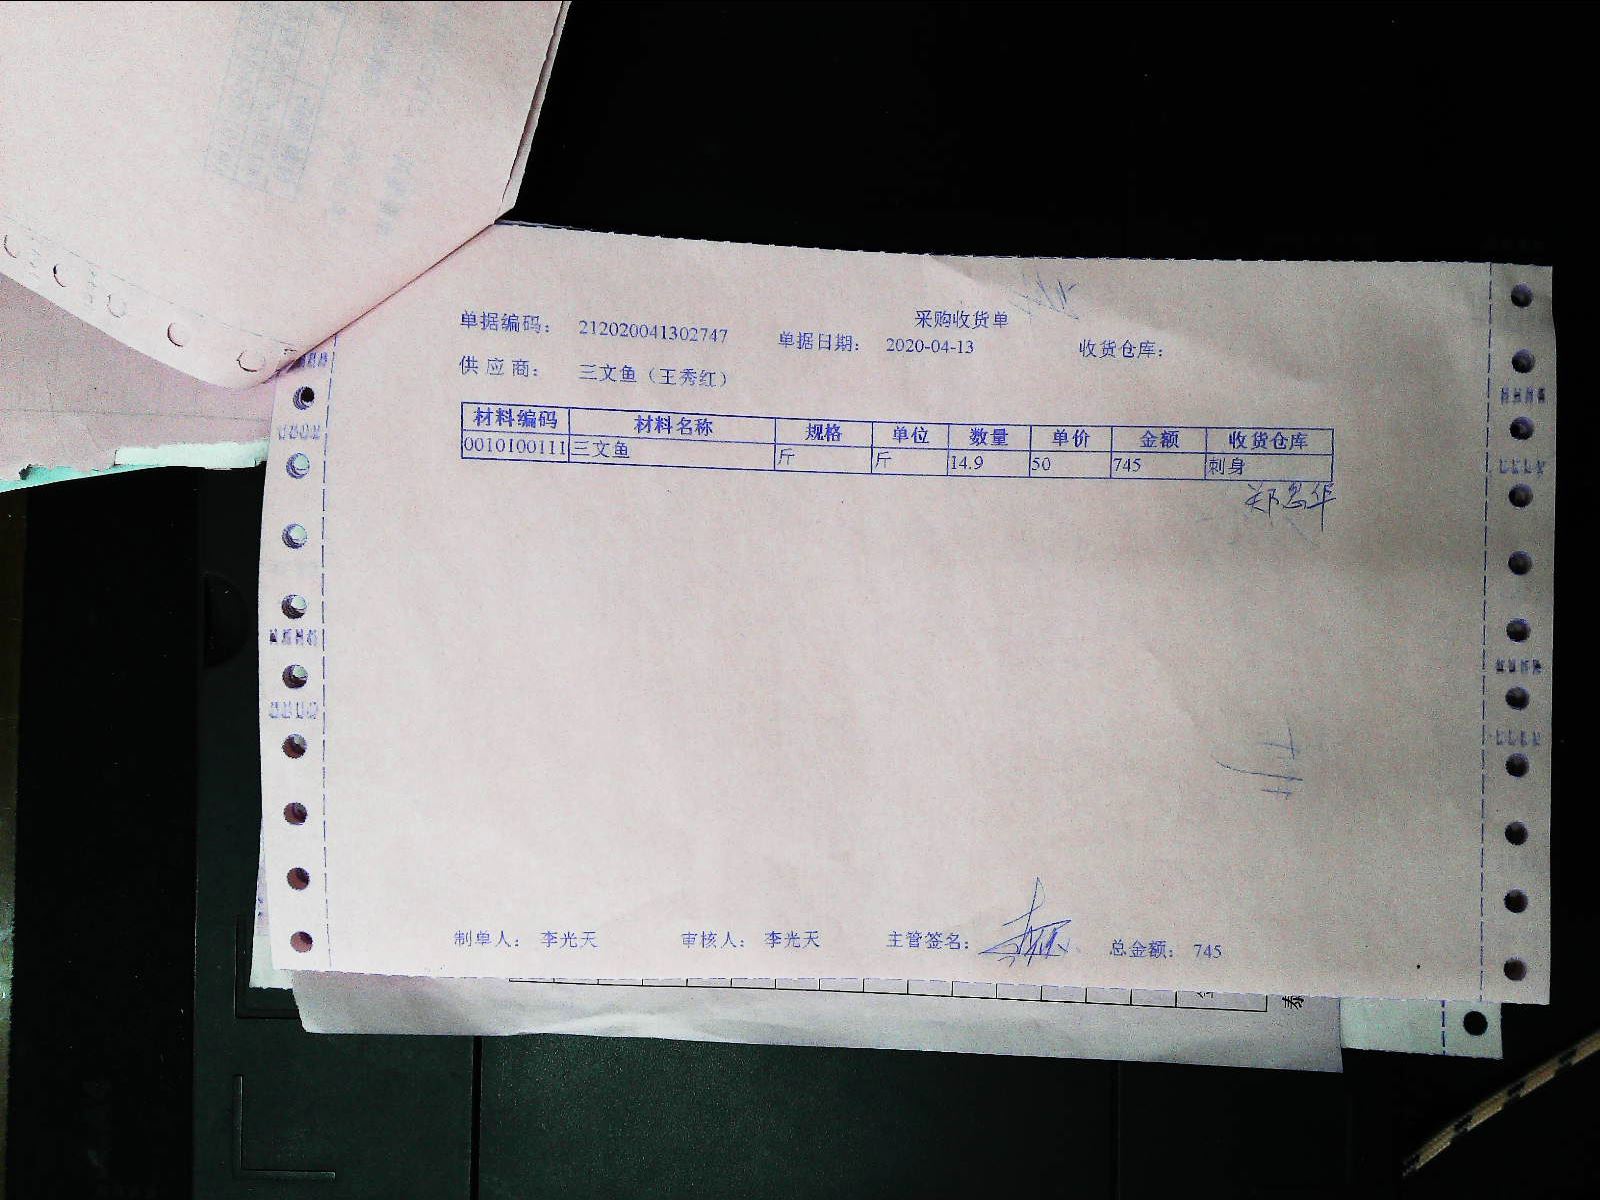 采购收货单
单据编码： 212020041302747 单据日期： 2020-04-13 收货仓库：
供 应 商： 三文鱼（王秀红）
材料编码 材料名称 规格 单位 数量 单价 金额 收货仓库
0010100111 三文鱼 斤 斤 14.9 50 745 刺身
制单人： 李光天 审核人： 李光天 主管签名： 总金额： 745